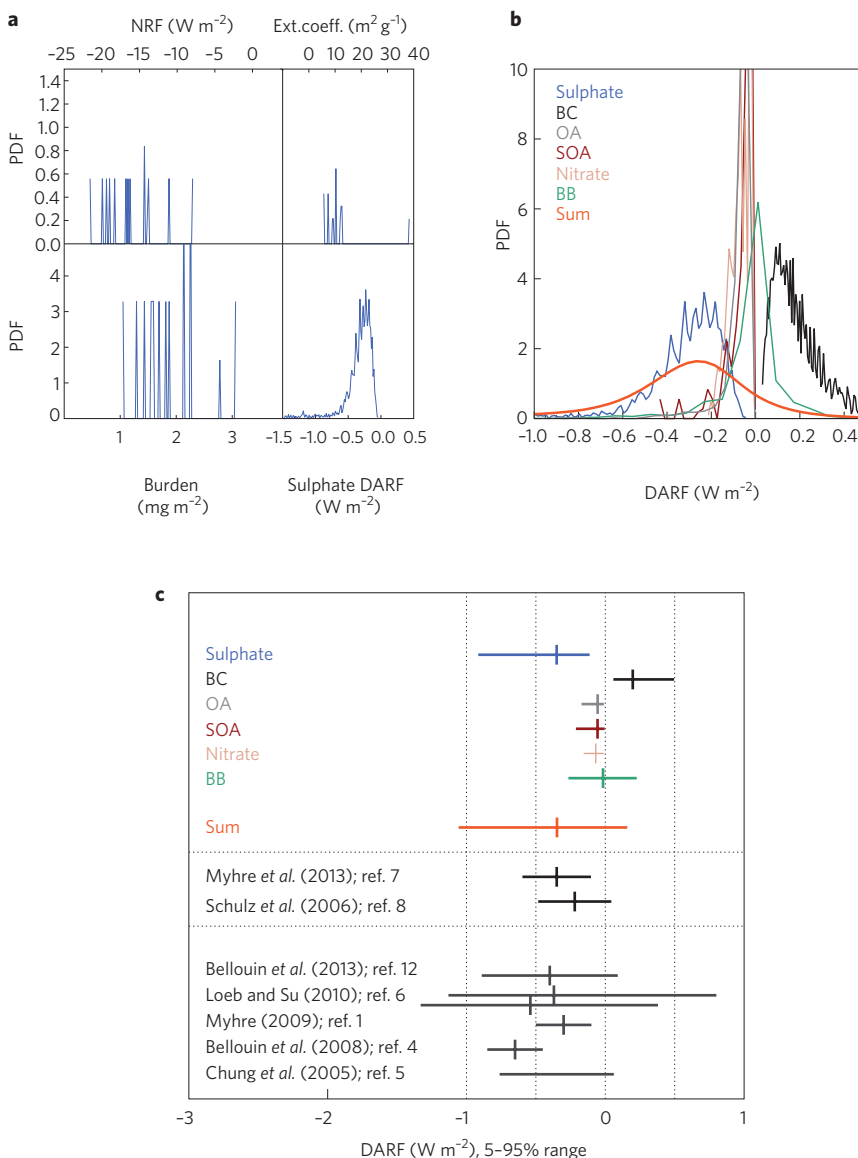 a
NRF (W m−2) Ext.coeff. (m2 g−1)
−25 −20 −15 −10 −5 0 0 10 20 30 40
PDF
1.4
1.2
1.0
0.8
0.6
0.4
0.2
0.0
PDF
4
3
2
1
0
1 2 3 −1.5 −1.0 −0.5 0.0 0.5
Burden
(mg m−2)
Sulphate DARF
(W m−2)
b
PDF
10
8
6
4
2
0
Sulphate
BC
OA
SOA
Nitrate
BB
Sum
-1.0 -0.8 -0.6 -0.4 -0.2 0.0 0.2 0.4
DARF (W m−2)
c
Sulphate
BC
OA
SOA
Nitrate
BB
Sum
Myhre et al. (2013); ref. 7
Schulz et al. (2006); ref. 8
Bellouin et al. (2013); ref. 12
Loeb and Su (2010); ref. 6
Myhre (2009); ref. 1
Bellouin et al. (2008); ref. 4
Chung et al. (2005); ref. 5
−3 −2 −1 0 1
DARF (W m−2), 5–95% range